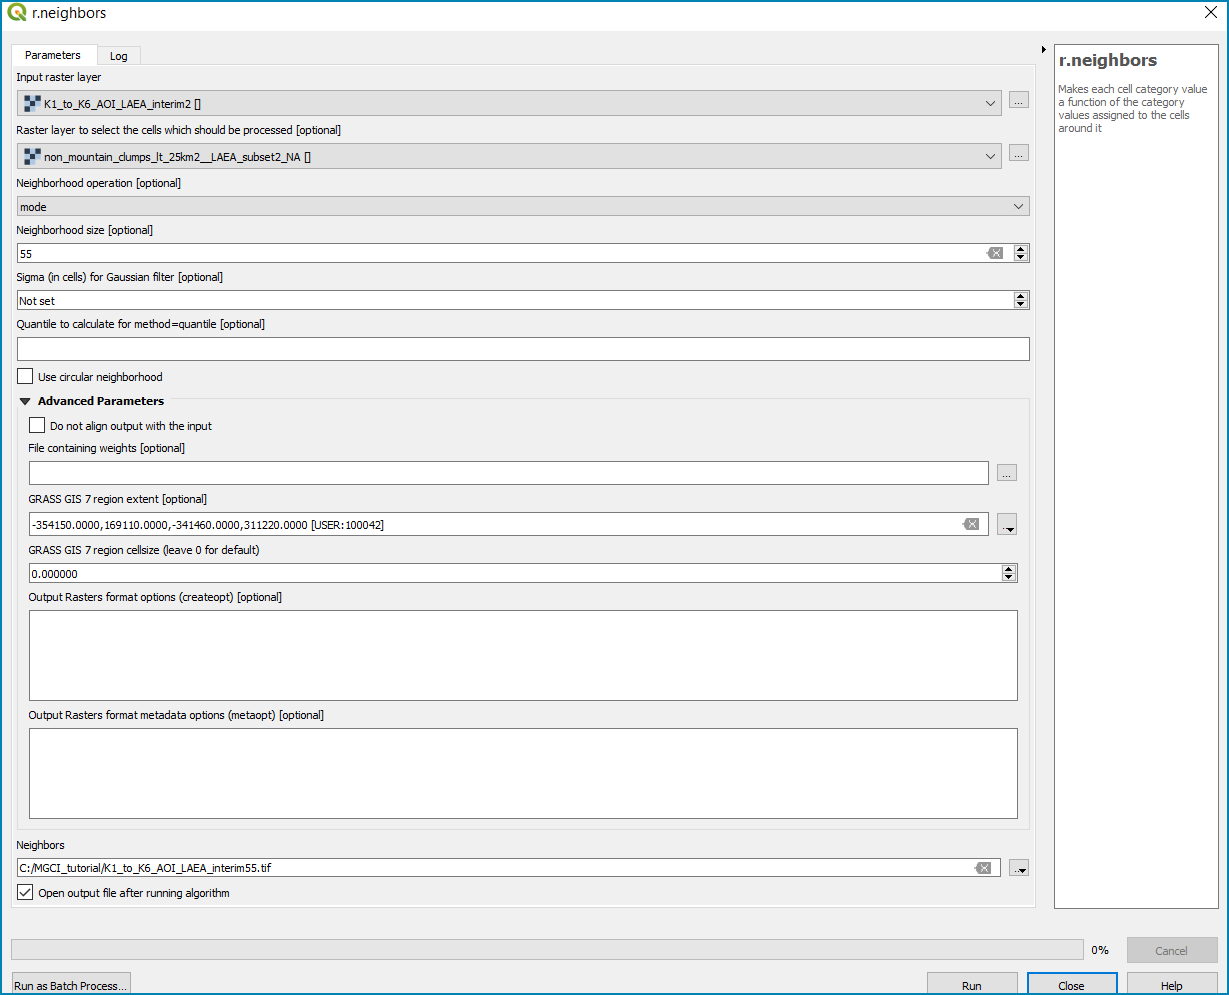 r.neighbors
Parameters
Log
Input raster layer
K1_to_K6_AOI_LAEA_interim2 []
...
Raster layer to select the cells which should be processed [optional]
non_mountain_clumps_lt_25km2__LAEA_subset2_NA []
...
Neighborhood operation [optional]
mode
Neighborhood size [optional]
55
Sigma (in cells) for Gaussian filter [optional]
Not set
Quantile to calculate for method=quantile [optional]
Use circular neighborhood
Advanced Parameters
Do not align output with the input
File containing weights [optional]
...
GRASS GIS 7 region extent [optional]
-354150.0000,169110.0000,-341460.0000,311220.0000 [USER:100042]
...
GRASS GIS 7 region cellsize (leave 0 for default)
0.000000
Output Rasters format options (createopt) [optional]
Output Rasters format metadata options (metaopt) [optional]
Neighbors
C:/MGCI_tutorial/K1_to_K6_AOI_LAEA_interim55.tif
...
Open output file after running algorithm
r.neighbors
Makes each cell category value
a function of the category
values assigned to the cells
around it
0%
Cancel
Run as Batch Process...
Run
Close
Help